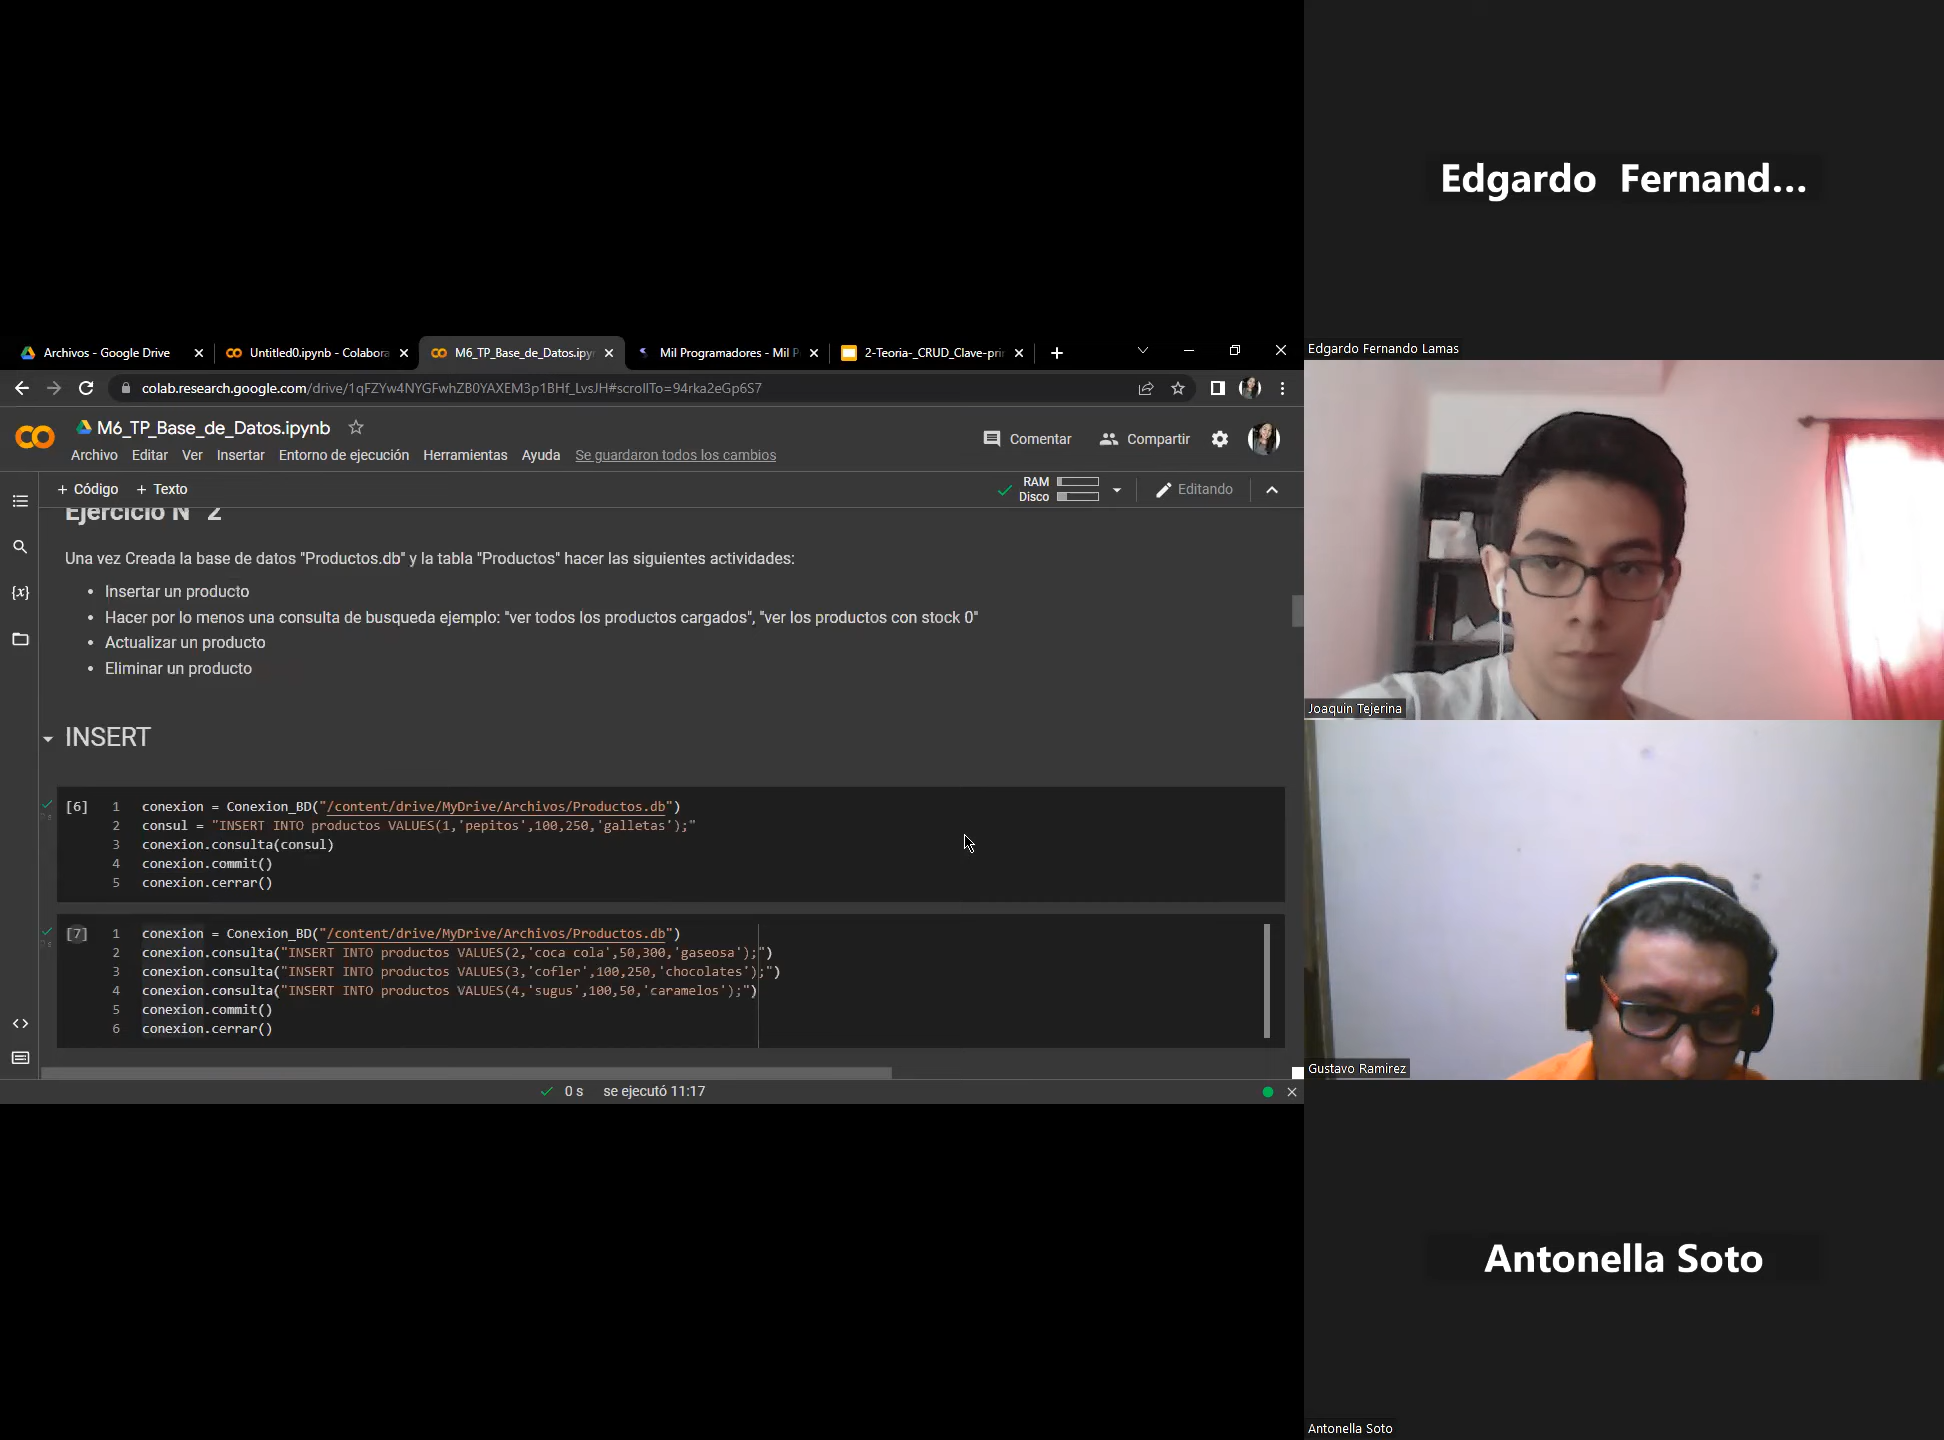 Archivos - Google Drive
Untitled0.ipynb - Colabora
M6_TP_Base_de_Datos.ipy
Mil Programadores - Mil P
2-Teoria-_CRUD_Clave-pri
colab.research.google.com/drive/1qFZYw4NYGFwhZB0YAXEM3p1BHf_LvsJH#scrollTo=94rka2eGp6S7
M6_TP_Base_de_Datos.ipynb
Comentar
Compartir
Archivo Editar Ver Insertar Entorno de ejecución Herramientas Ayuda Se guardaron todos los cambios
+ Código + Texto
RAM
Disco
Editando
Ejercicio N° 2
Una vez Creada la base de datos "Productos.db" y la tabla "Productos" hacer las siguientes actividades:
• Insertar un producto
• Hacer por lo menos una consulta de busqueda ejemplo: "ver todos los productos cargados", "ver los productos con stock 0"
• Actualizar un producto
• Eliminar un producto
INSERT
[6] 1 conexion = Conexion_BD("/content/drive/MyDrive/Archivos/Productos.db")
2 consul = "INSERT INTO productos VALUES(1,'pepitos',100,250,'galletas');"
3 conexion.consulta(consul)
4 conexion.commit()
5 conexion.cerrar()
[7] 1 conexion = Conexion_BD("/content/drive/MyDrive/Archivos/Productos.db")
2 conexion.consulta("INSERT INTO productos VALUES(2,'coca cola',50,300,'gaseosa');")
3 conexion.consulta("INSERT INTO productos VALUES(3,'cofler',100,250,'chocolates');")
4 conexion.consulta("INSERT INTO productos VALUES(4,'sugus',100,50,'caramelos');")
5 conexion.commit()
6 conexion.cerrar()
0 s se ejecutó 11:17
Edgardo Fernand...
Edgardo Fernando Lamas
Joaquin Tejerina
Gustavo Ramirez
Antonella Soto
Antonella Soto